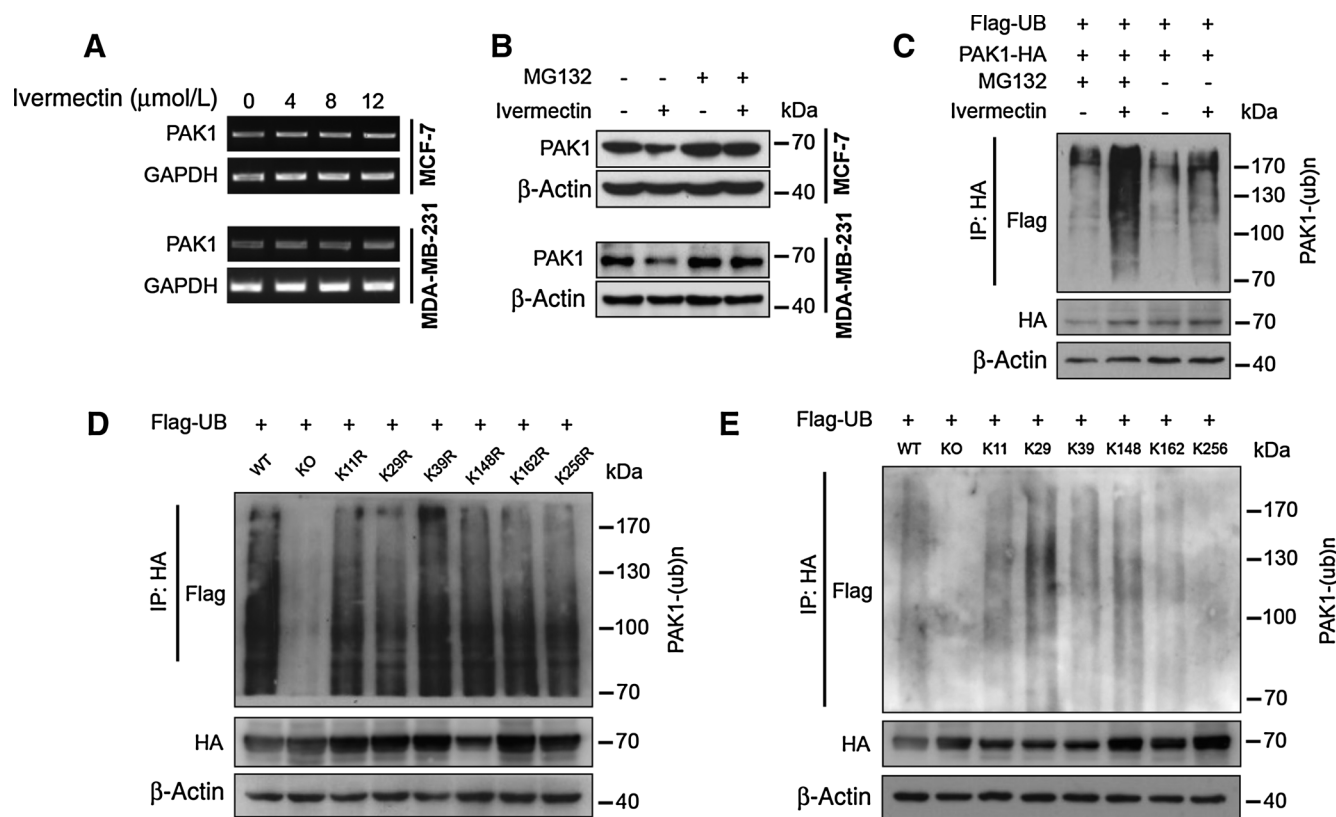 A
Ivermectin (μmol/L) 0 4 8 12
PAK1
GAPDH
MCF-7
PAK1
GAPDH
MDA-MB-231
B
MG132 - - + +
Ivermectin - + - + kDa
PAK1 70
β-Actin 40
MCF-7
PAK1 70
β-Actin 40
MDA-MB-231
C
Flag-UB + + + +
PAK1-HA + + + +
MG132 + + - -
Ivermectin - + - + kDa
IP: HA
Flag
170
130
100
70
PAK1-(ub)n
HA 70
β-Actin 40
D
Flag-UB + + + + + + + +
WT KO K11R K29R K39R K148R K162R K256R kDa
IP: HA
Flag
170
130
100
70
PAK1-(ub)n
HA 70
β-Actin 40
E
Flag-UB + + + + + + + +
WT KO K11 K29 K39 K148 K162 K256 kDa
IP: HA
Flag
170
130
100
70
PAK1-(ub)n
HA 70
β-Actin 40